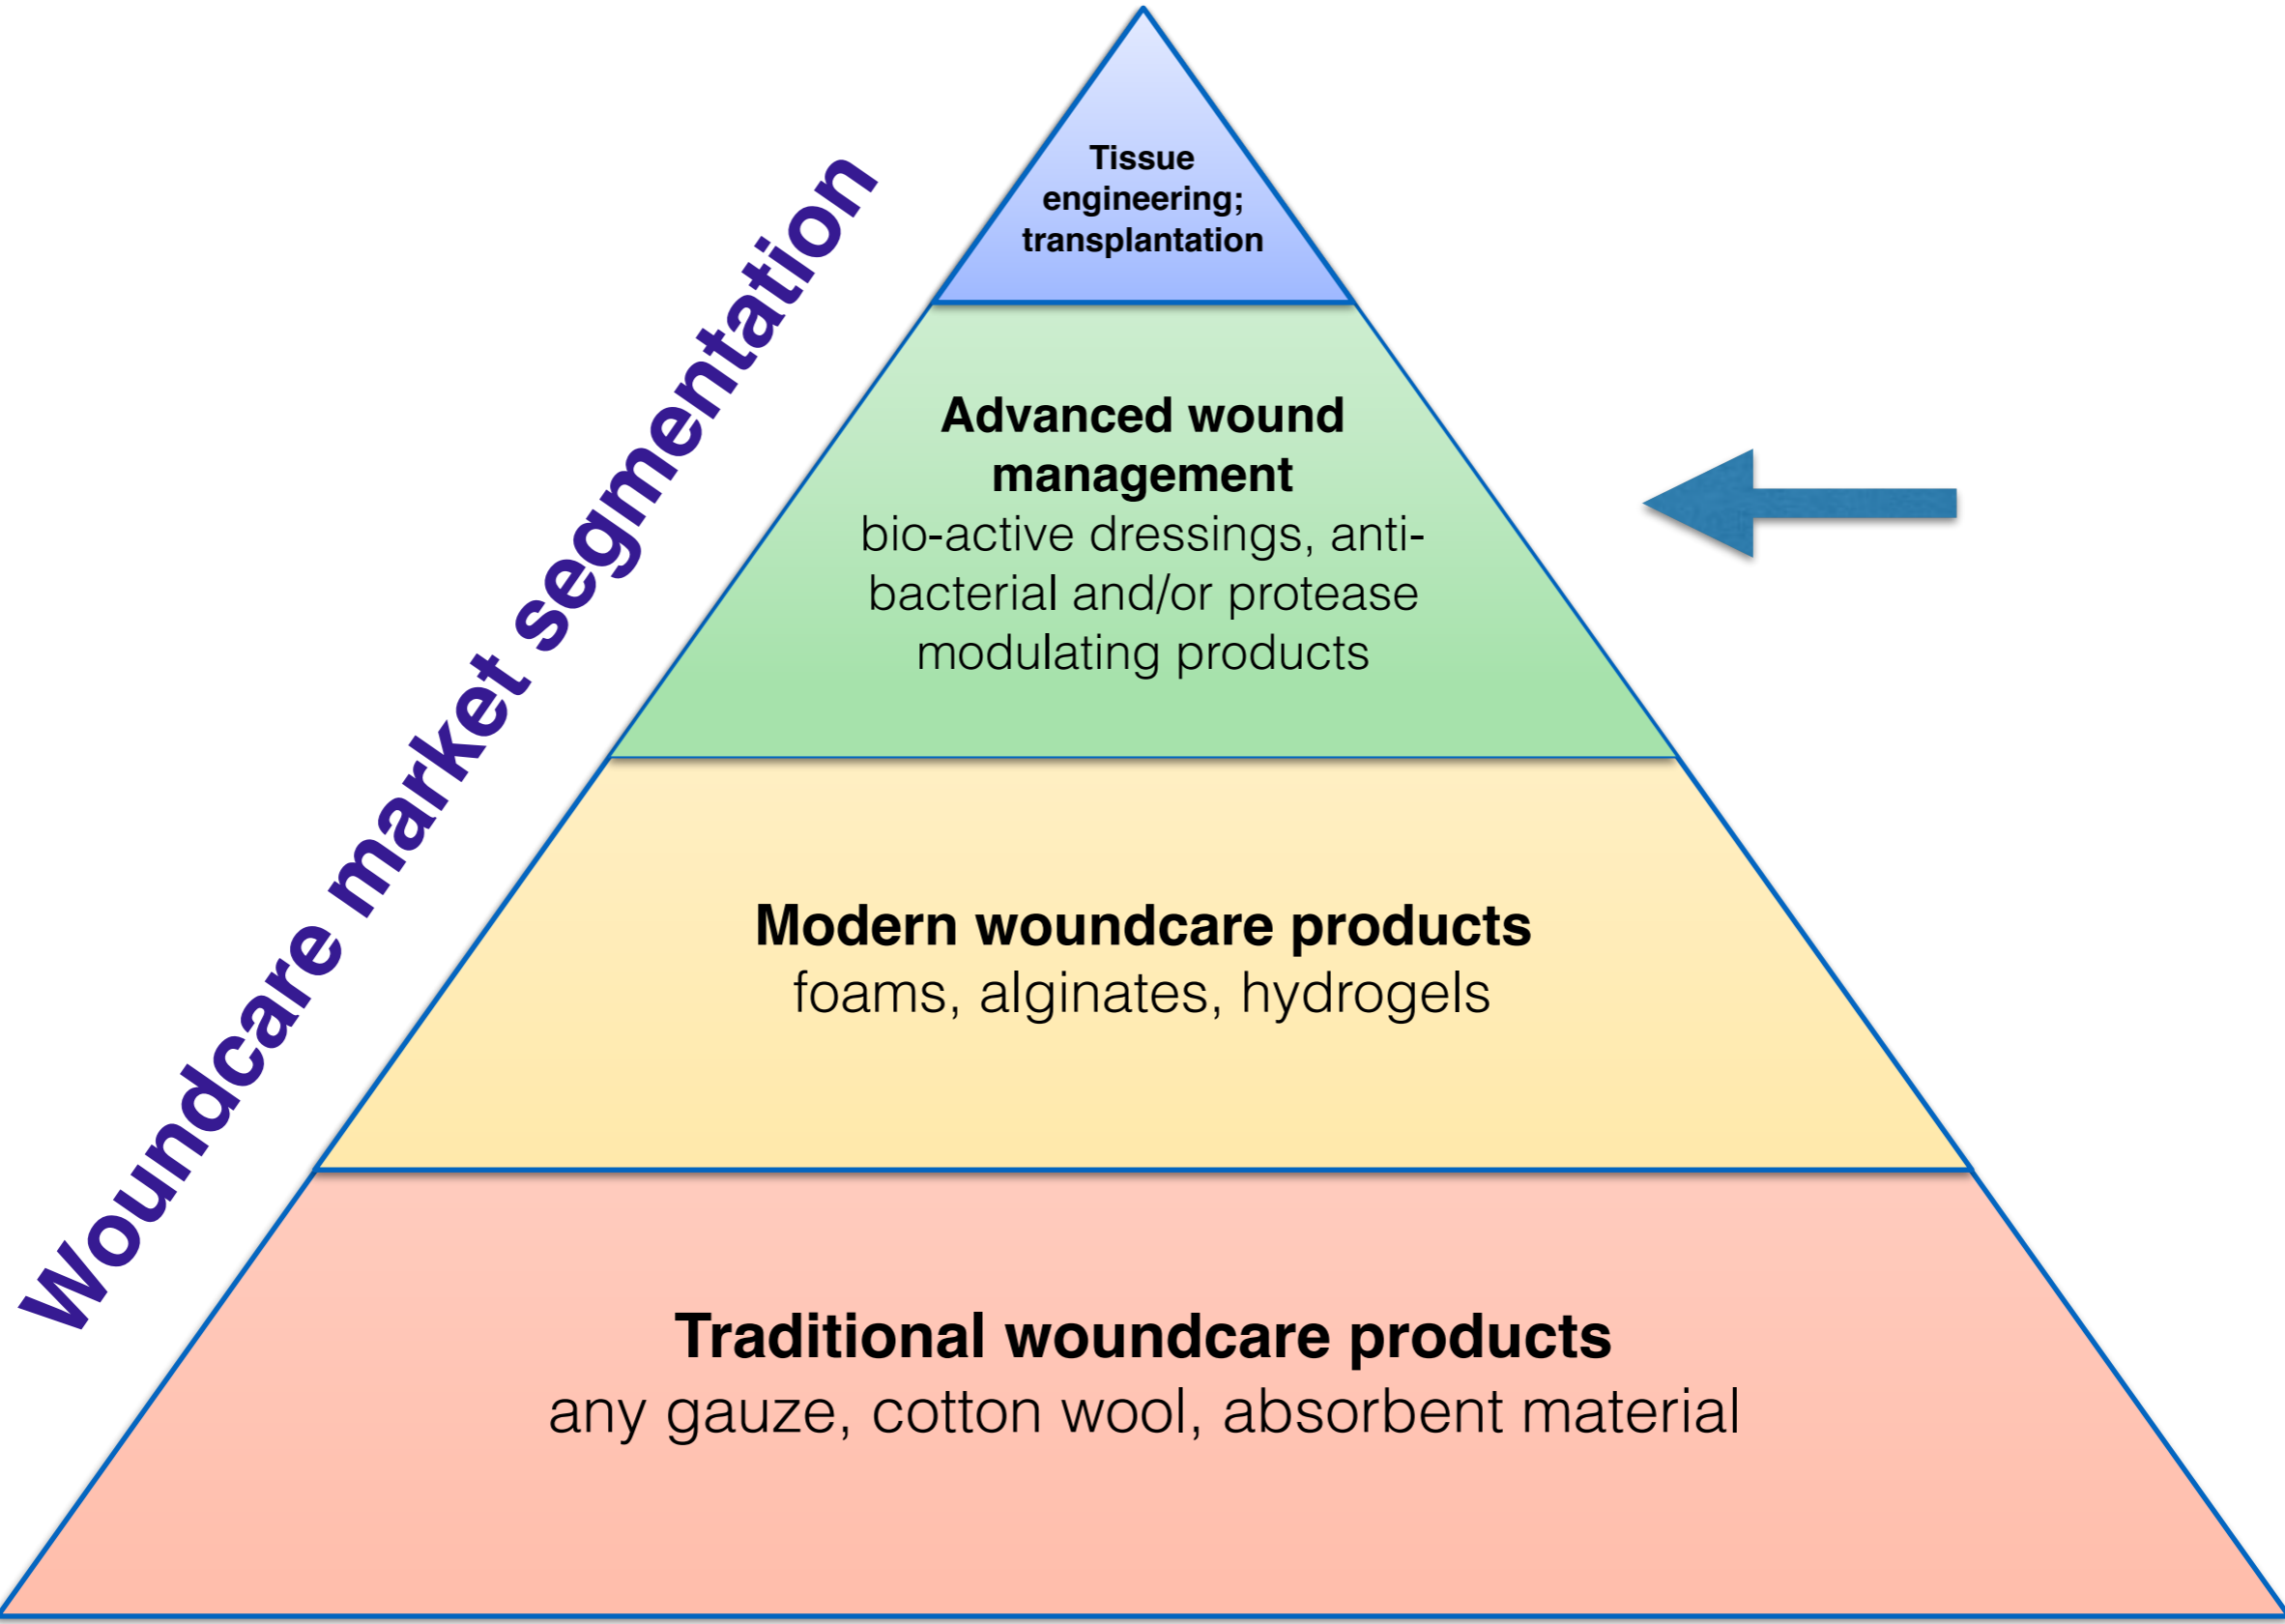 Woundcare market segmentation
Tissue
engineering;
transplantation
Advanced wound
management
bio-active dressings, anti-
bacterial and/or protease
modulating products
Modern woundcare products
foams, alginates, hydrogels
Traditional woundcare products
any gauze, cotton wool, absorbent material